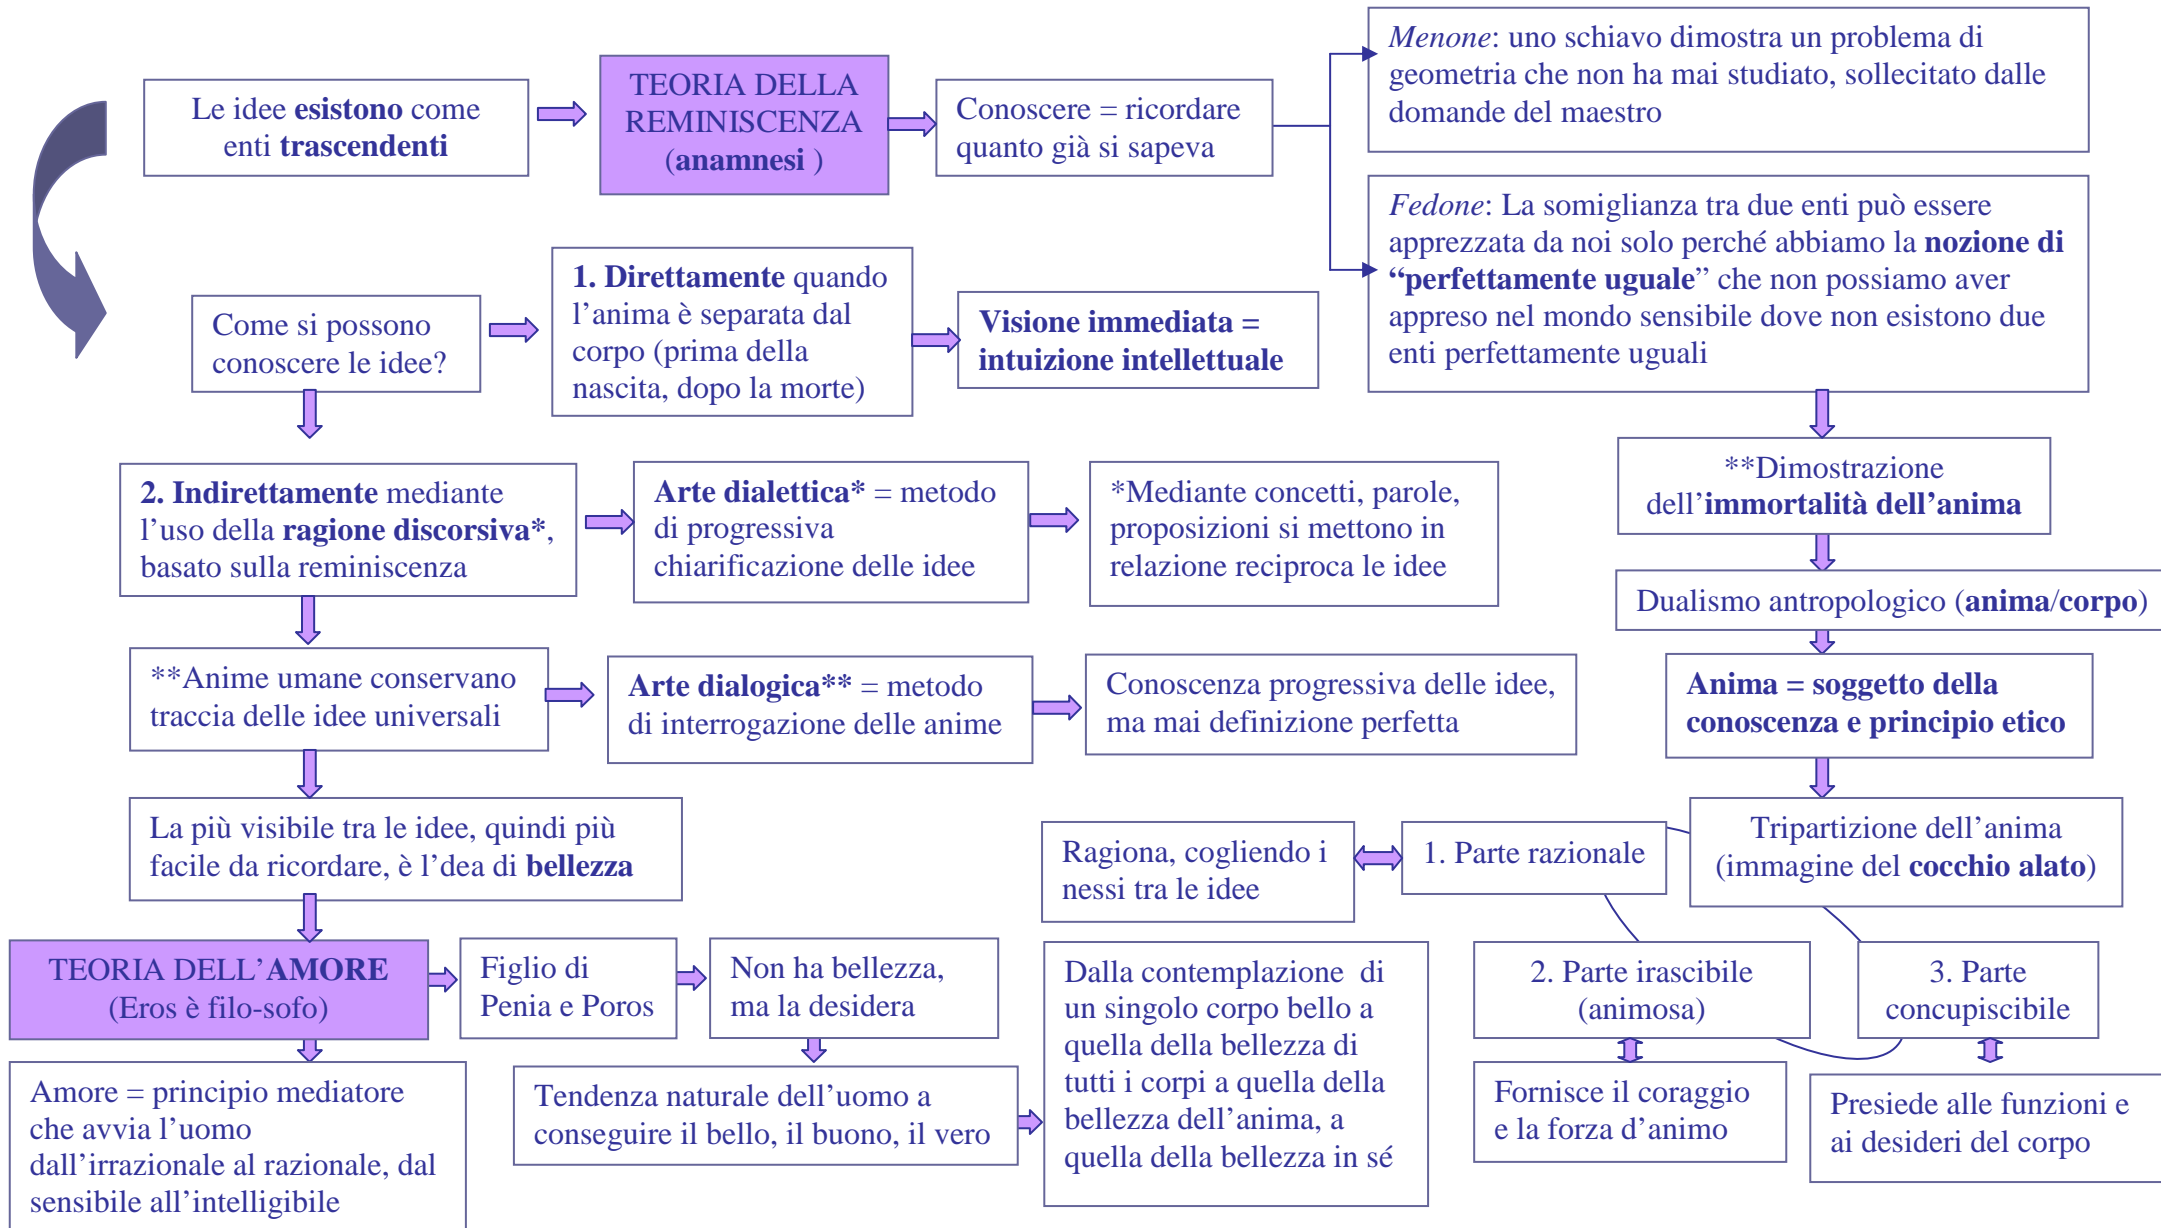 Le idee esistono come
enti trascendenti
TEORIA DELLA
REMINISCENZA
(anamnesi )
Conoscere = ricordare
quanto già si sapeva
Menone: uno schiavo dimostra un problema di
geometria che non ha mai studiato, sollecitato dalle
domande del maestro
Fedone: La somiglianza tra due enti può essere
apprezzata da noi solo perché abbiamo la nozione di
“perfettamente uguale” che non possiamo aver
appreso nel mondo sensibile dove non esistono due
enti perfettamente uguali
Come si possono
conoscere le idee?
1. Direttamente quando
l’anima è separata dal
corpo (prima della
nascita, dopo la morte)
Visione immediata =
intuizione intellettuale
2. Indirettamente mediante
l’uso della ragione discorsiva*,
basato sulla reminiscenza
Arte dialettica* = metodo
di progressiva
chiarificazione delle idee
*Mediante concetti, parole,
proposizioni si mettono in
relazione reciproca le idee
**Dimostrazione
dell’immortalità dell’anima
Dualismo antropologico (anima/corpo)
**Anime umane conservano
traccia delle idee universali
Arte dialogica** = metodo
di interrogazione delle anime
Conoscenza progressiva delle idee,
ma mai definizione perfetta
Anima = soggetto della
conoscenza e principio etico
La più visibile tra le idee, quindi più
facile da ricordare, è l’dea di bellezza
Ragiona, cogliendo i
nessi tra le idee
1. Parte razionale
Tripartizione dell’anima
(immagine del cocchio alato)
TEORIA DELL’AMORE
(Eros è filo-sofo)
Figlio di
Penia e Poros
Non ha bellezza,
ma la desidera
Dalla contemplazione  di
un singolo corpo bello a
quella della bellezza di
tutti i corpi a quella della
bellezza dell’anima, a
quella della bellezza in sé
2. Parte irascibile
(animosa)
3. Parte
concupiscibile
Amore = principio mediatore
che avvia l’uomo
dall’irrazionale al razionale, dal
sensibile all’intelligibile
Tendenza naturale dell’uomo a
conseguire il bello, il buono, il vero
Fornisce il coraggio
e la forza d’animo
Presiede alle funzioni e
ai desideri del corpo